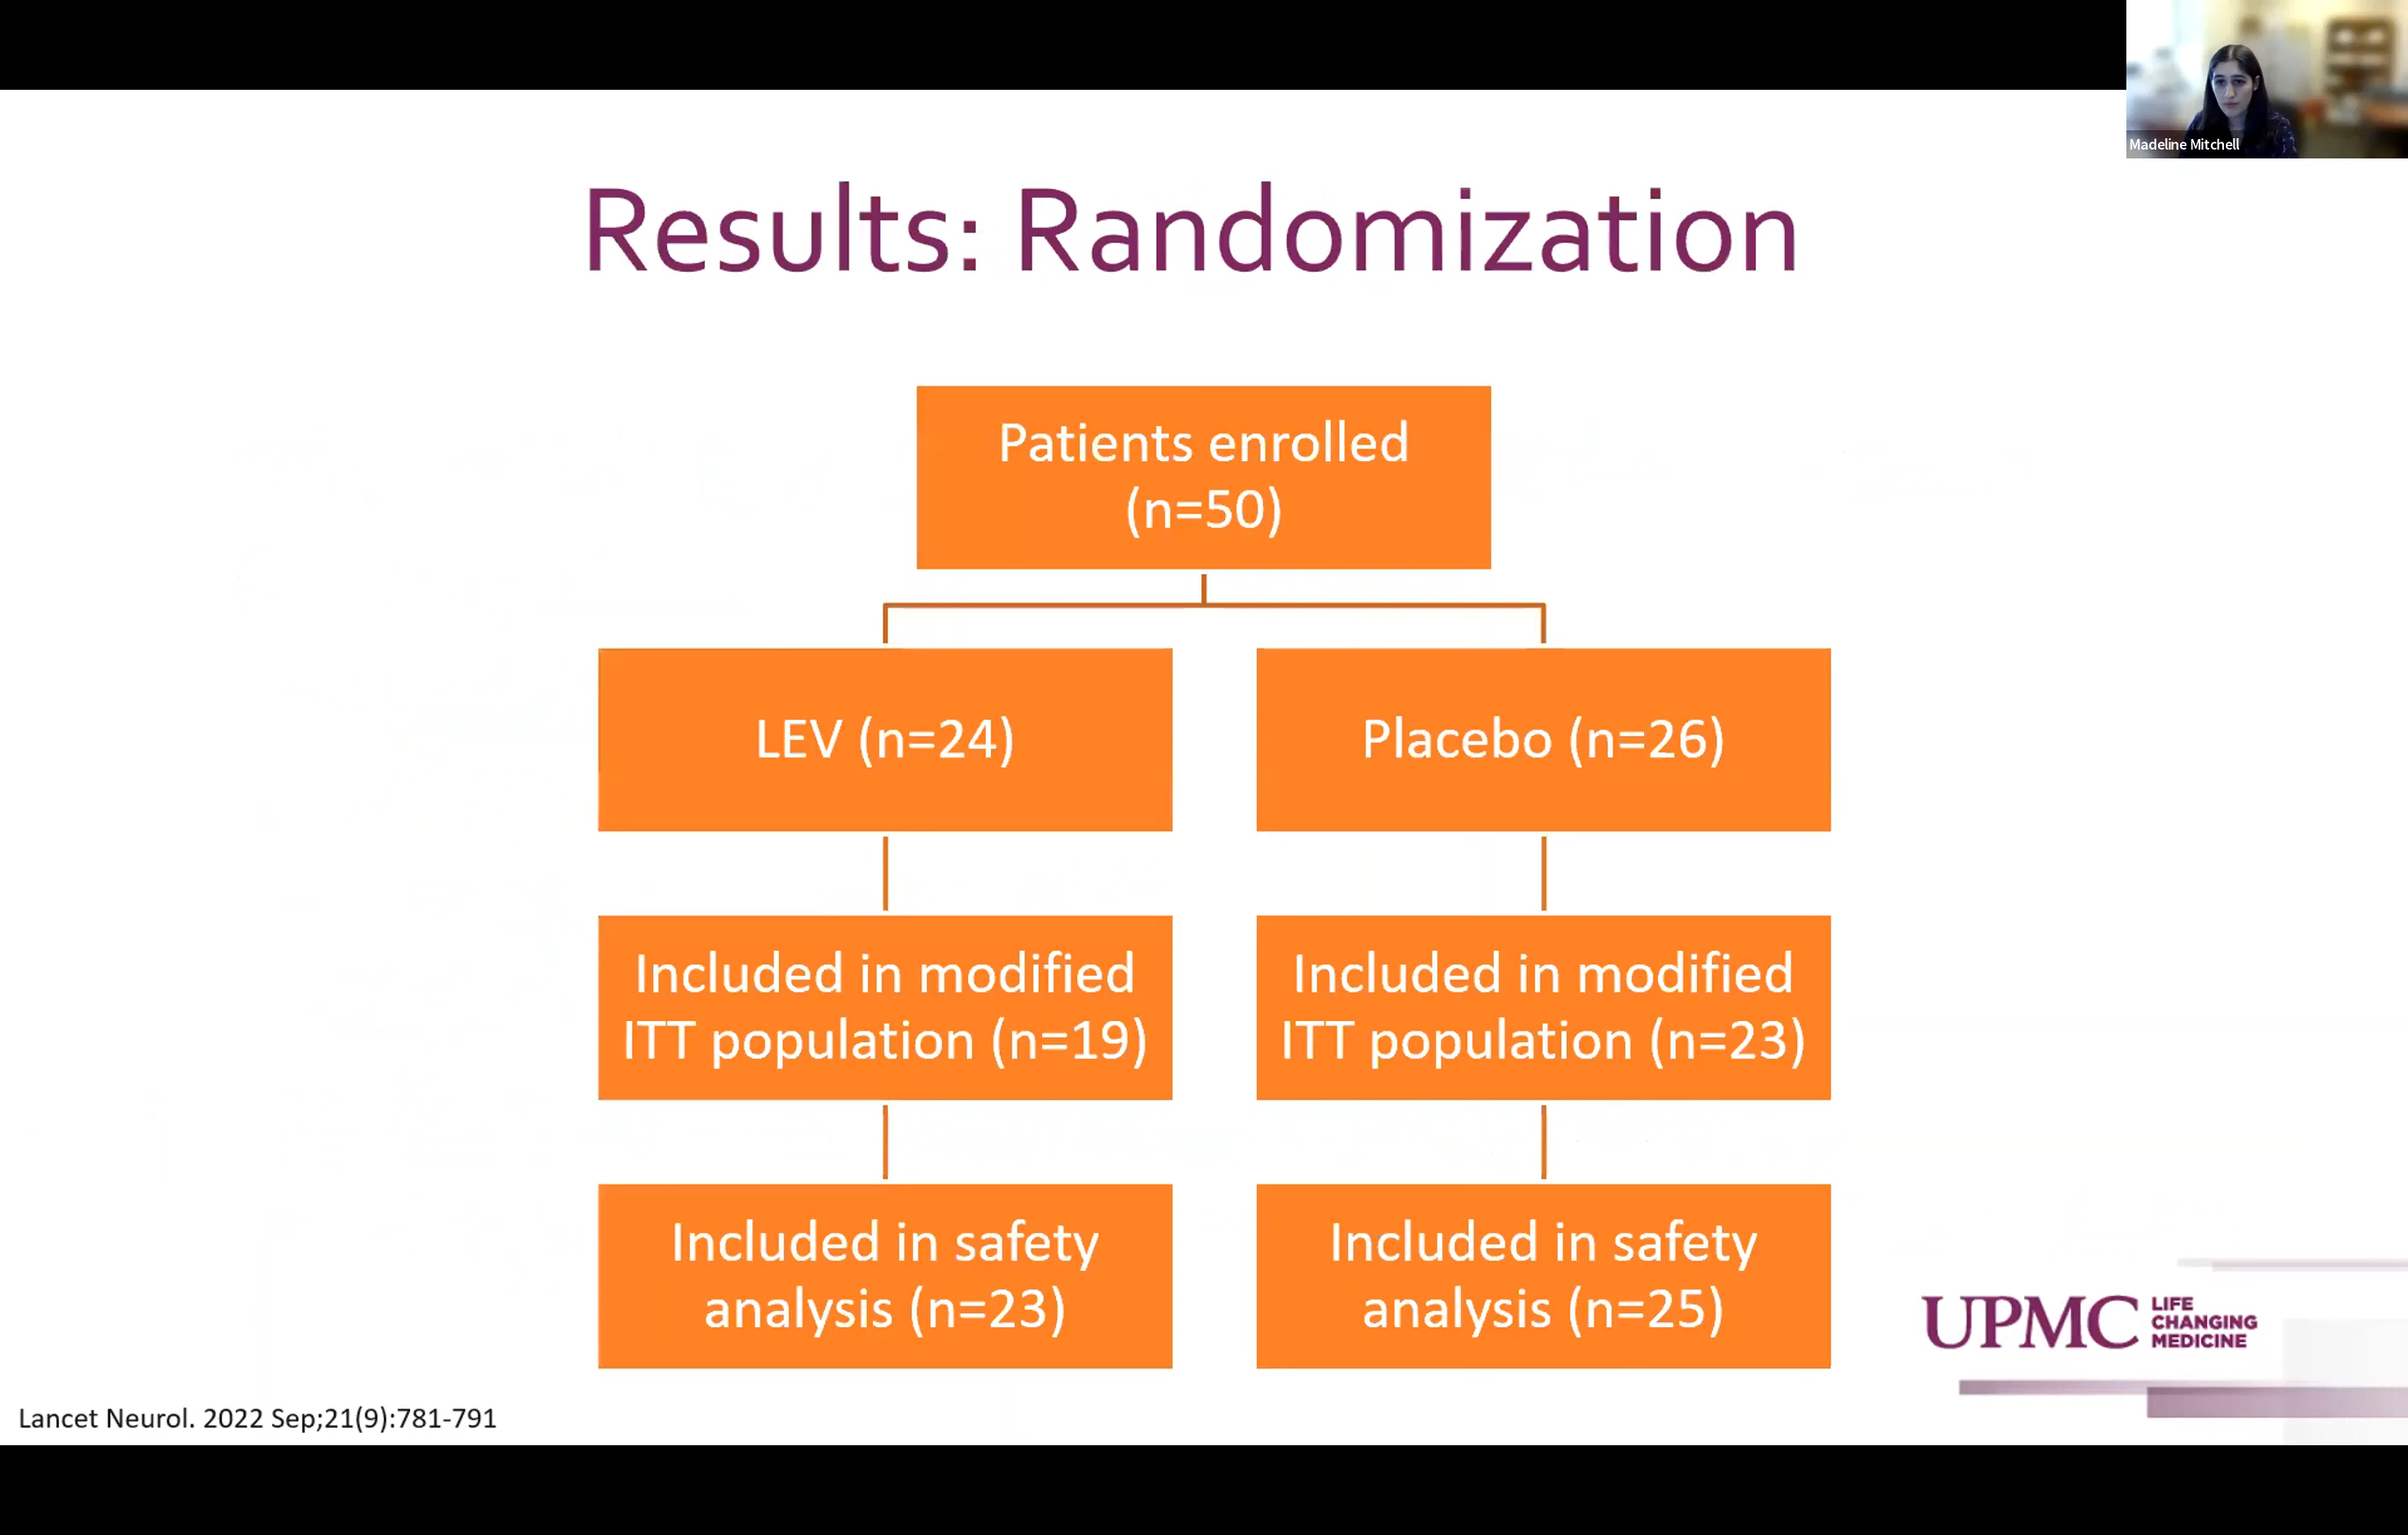 Madeline Mitchell
Results: Randomization
Patients enrolled
(n=50)
LEV (n=24)
Placebo (n=26)
Included in modified
ITT population (n=19)
Included in modified
ITT population (n=23)
Included in safety
analysis (n=23)
Included in safety
analysis (n=25)
UPMC LIFE
CHANGING
MEDICINE
Lancet Neurol. 2022 Sep;21(9):781-791